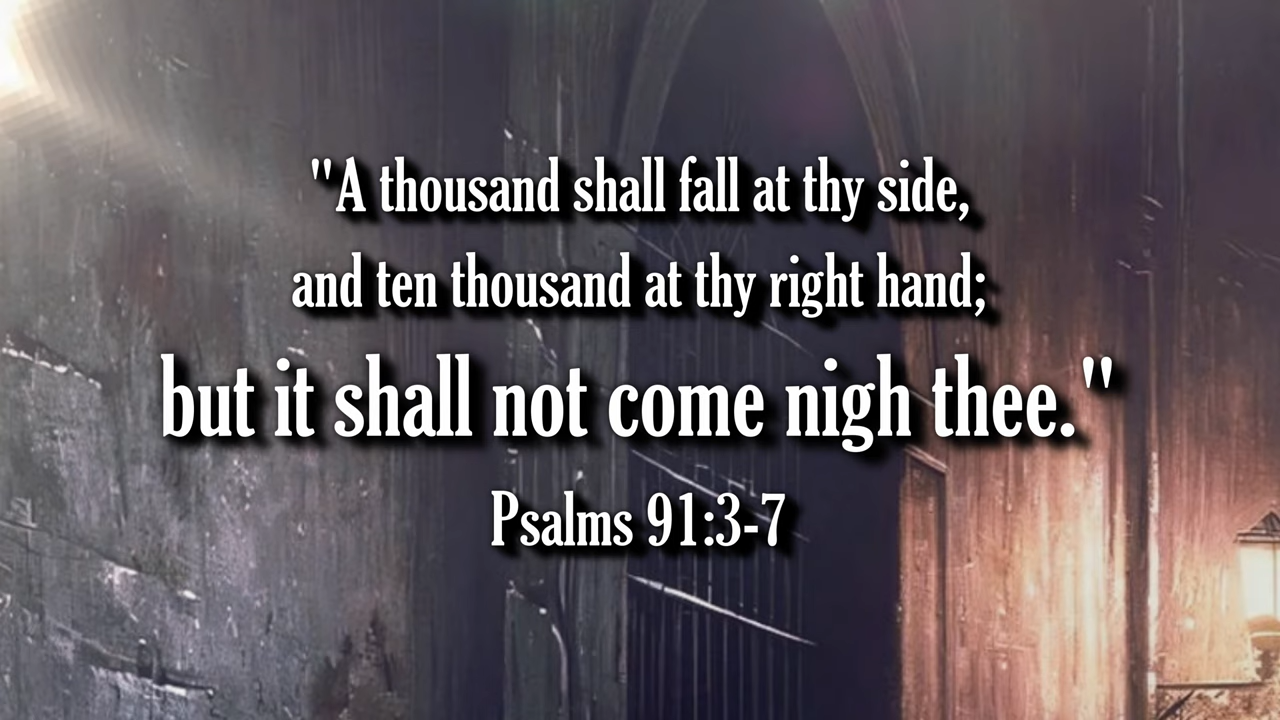 "A thousand shall fall at thy side,
and ten thousand at thy right hand;
but it shall not come nigh thee."
Psalms 91:3-7